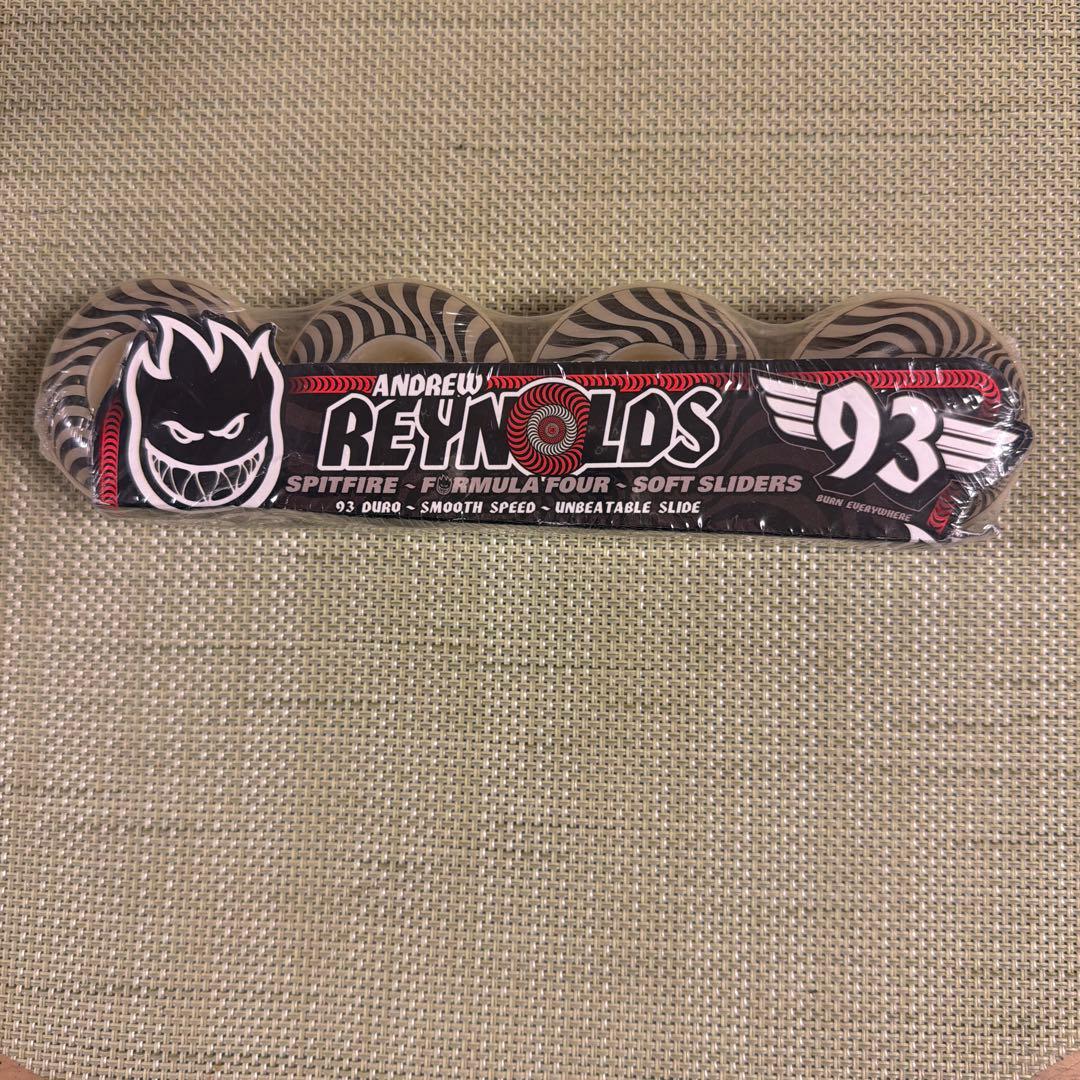 ANDREW
REYNOLDS
SPITFIRE ~ FORMULA FOUR ~ SOFT SLIDERS
93 DURO ~ SMOOTH SPEED ~ UNBEATABLE SLIDE
93
BURN EVERYWHERE